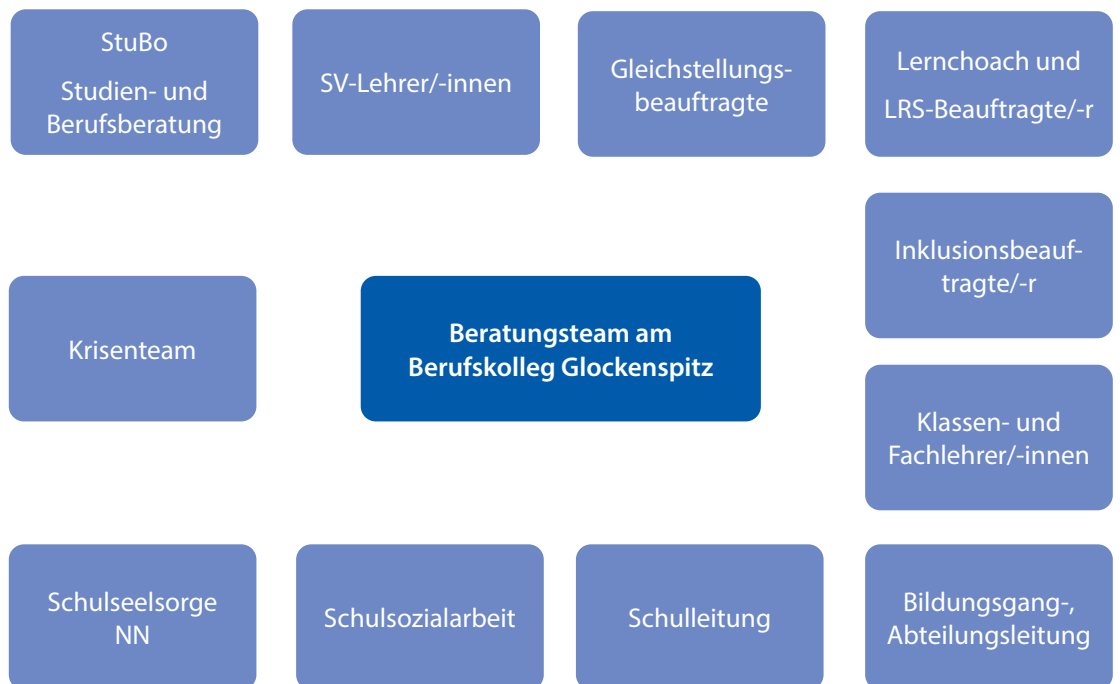 StuBo
Studien- und
Berufsberatung
SV-Lehrer/-innen
Gleichstellungs-
beauftragte
Lernchoach und
LRS-Beauftragte/-r
Inklusionsbeauf-
tragte/-r
Krisenteam
Beratungsteam am
Berufskolleg Glockenspitz
Klassen- und
Fachlehrer/-innen
Schulseelsorge
NN
Schulsozialarbeit
Schulleitung
Bildungsgang-,
Abteilungsleitung